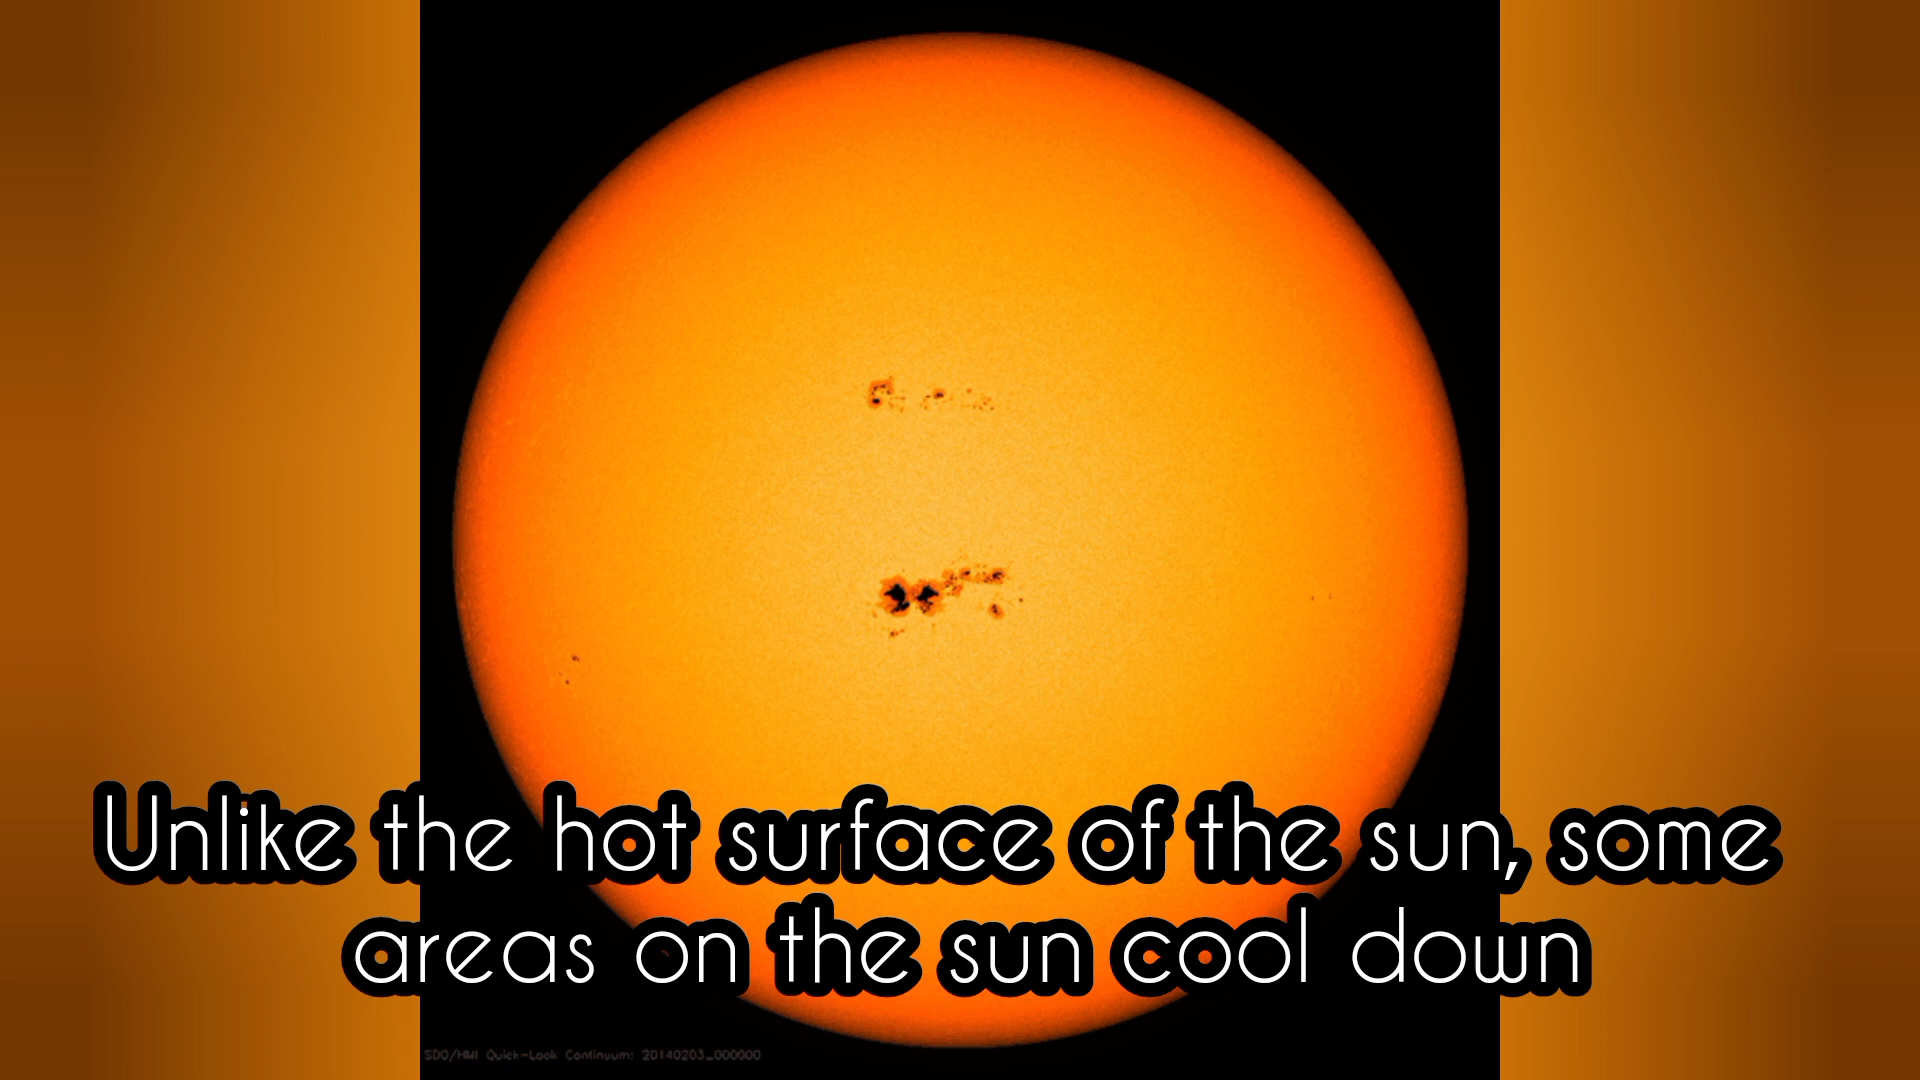 Unlike the hot surface of the sun, some
areas on the sun cool down
SDO/HMI Quick-Look Continuum: 20140203_000000